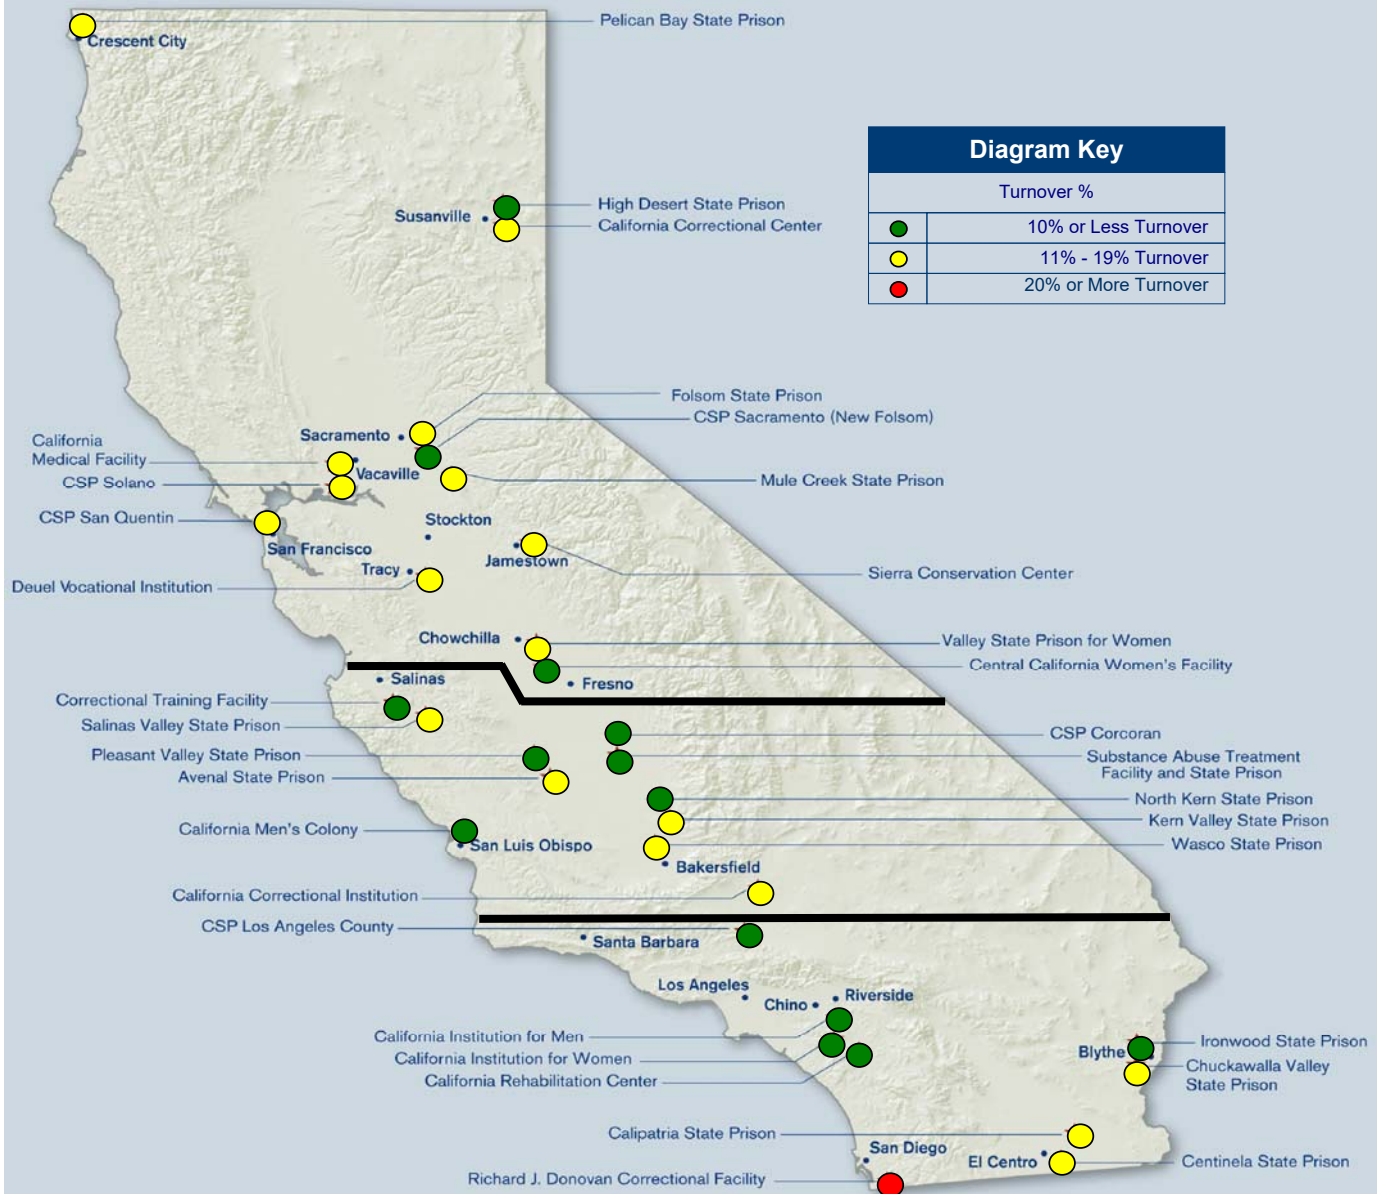 Pelican Bay State Prison
Crescent City
Diagram Key
Turnover %
10% or Less Turnover
11% - 19% Turnover
20% or More Turnover
High Desert State Prison
Susanville
California Correctional Center
Folsom State Prison
CSP Sacramento (New Folsom)
Sacramento
California
Medical Facility
Vacaville
CSP Solano
Mule Creek State Prison
CSP San Quentin
Stockton
San Francisco
Jamestown
Tracy
Sierra Conservation Center
Deuel Vocational Institution
Chowchilla
Valley State Prison for Women
Central California Women's Facility
Salinas
Fresno
Correctional Training Facility
Salinas Valley State Prison
CSP Corcoran
Pleasant Valley State Prison
Substance Abuse Treatment
Facility and State Prison
Avenal State Prison
North Kern State Prison
Kern Valley State Prison
California Men's Colony
San Luis Obispo
Wasco State Prison
Bakersfield
California Correctional Institution
CSP Los Angeles County
Santa Barbara
Los Angeles
Chino
Riverside
California Institution for Men
California Institution for Women
California Rehabilitation Center
Ironwood State Prison
Blythe
Chuckawalla Valley
State Prison
Calipatria State Prison
San Diego
El Centro
Centinela State Prison
Richard J. Donovan Correctional Facility